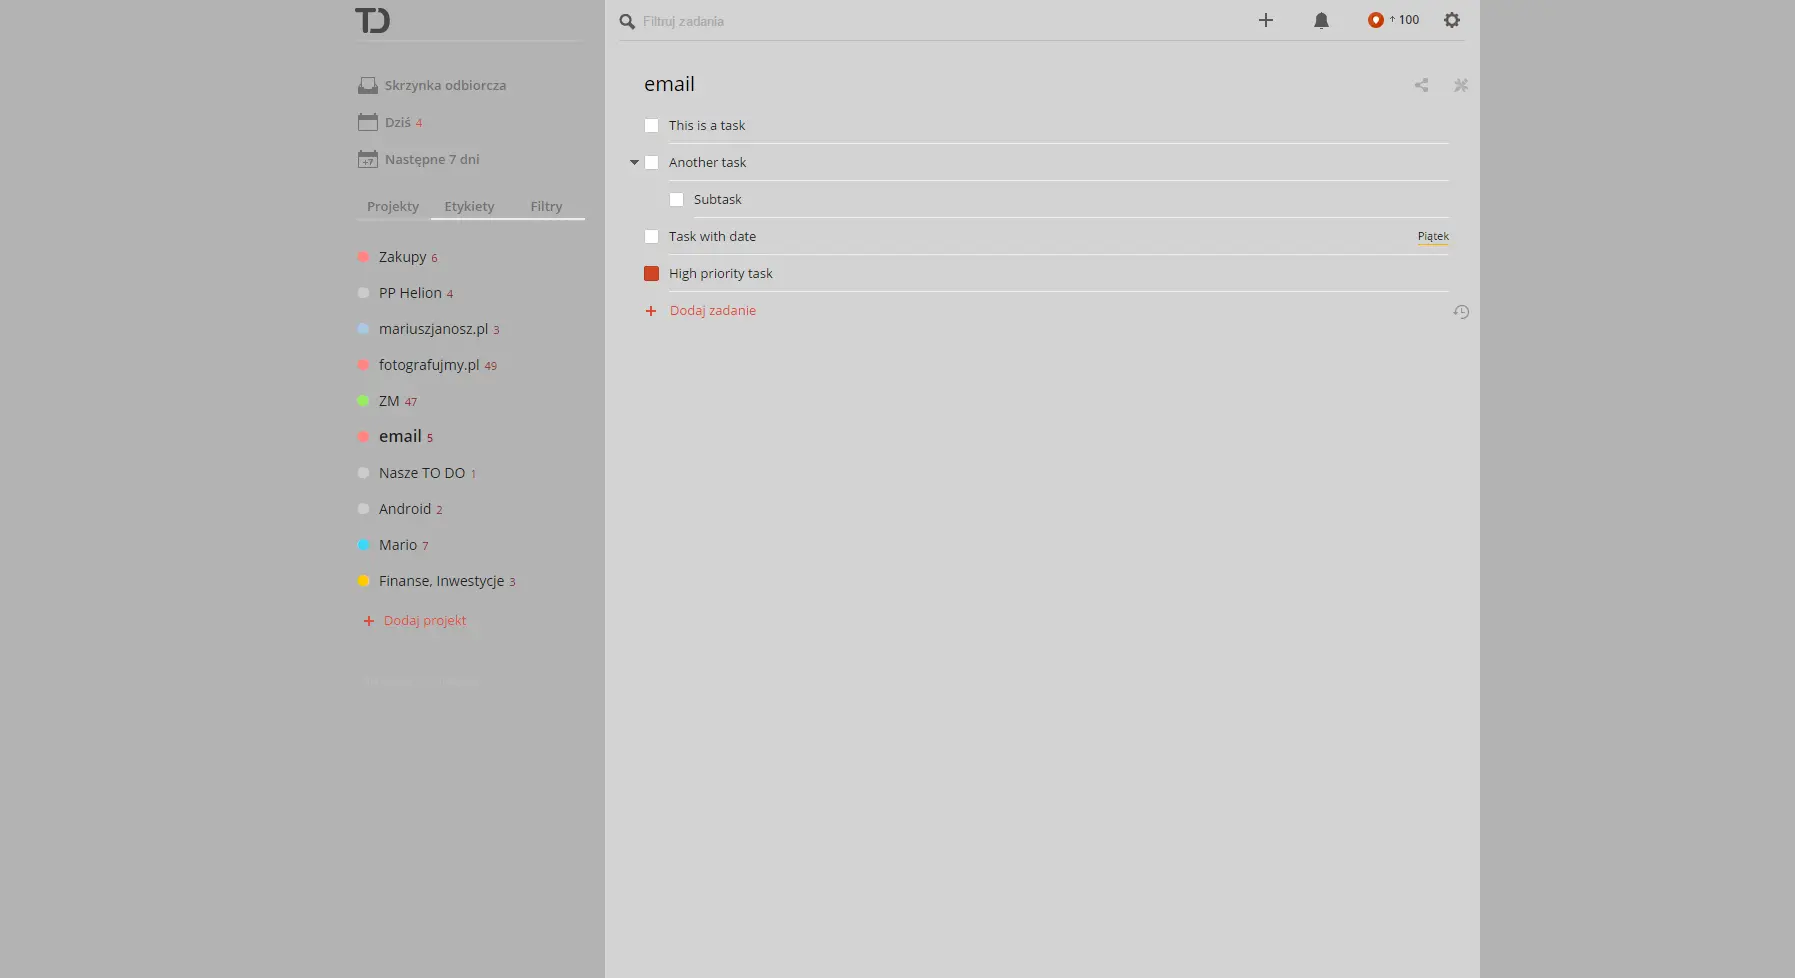 TD
Filtruj zadania
100
Skrzynka odbiorcza
Dziś 4
+7 Następne 7 dni
Projekty Etykiety Filtry
Zakupy 6
PP Helion 4
mariuszjanosz.pl 3
fotografujmy.pl 49
ZM 47
email 5
Nasze TO DO 1
Android 2
Mario 7
Finanse, Inwestycje 3
+ Dodaj projekt
email
This is a task
Another task
Subtask
Task with date Piątek
High priority task
+ Dodaj zadanie